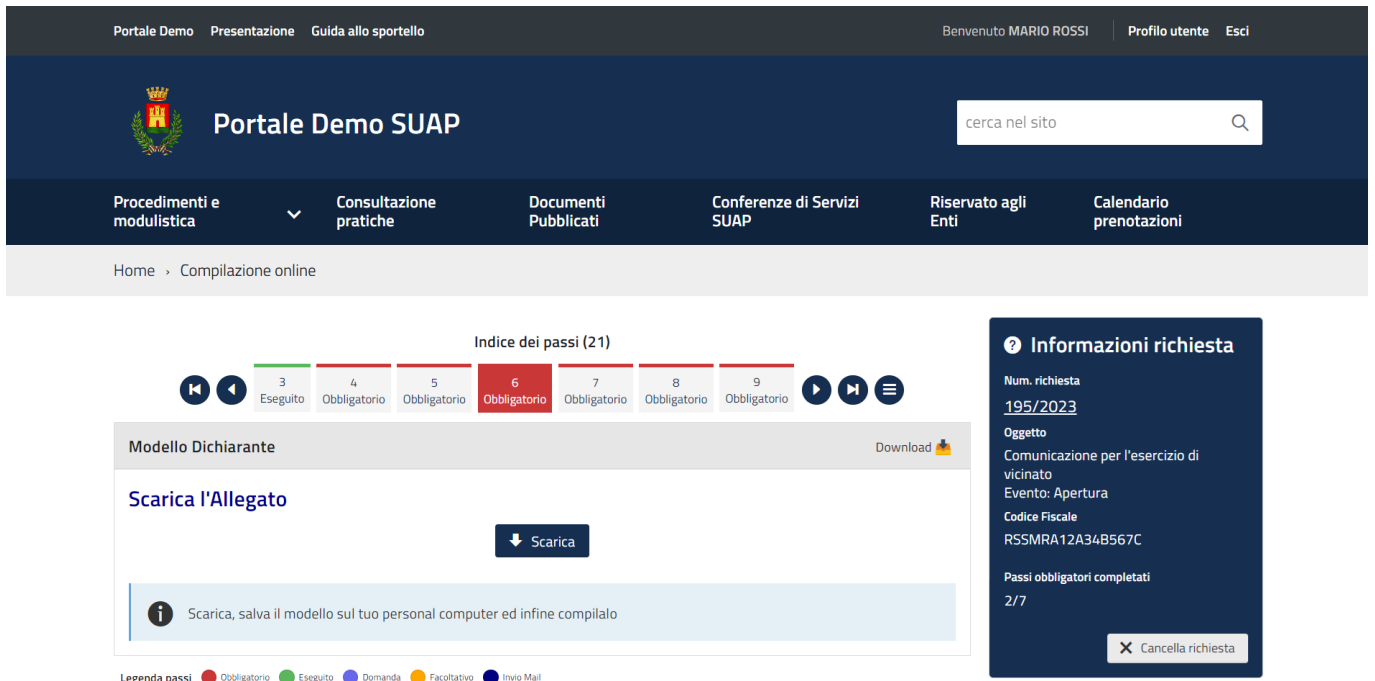 Portale Demo Presentazione Guida allo sportello
Benvenuto MARIO ROSSI Profilo utente Esci
Portale Demo SUAP
cerca nel sito
Procedimenti e modulistica
Consultazione pratiche
Documenti Pubblicati
Conferenze di Servizi SUAP
Riservato agli Enti
Calendario prenotazioni
Home › Compilazione online
Indice dei passi (21)
3 Eseguito
4 Obbligatorio
5 Obbligatorio
6 Obbligatorio
7 Obbligatorio
8 Obbligatorio
9 Obbligatorio
Modello Dichiarante
Download
Scarica l'Allegato
Scarica
Scarica, salva il modello sul tuo personal computer ed infine compilalo
Legenda passi Obbligatorio Eseguito Domanda Facoltativo Invio Mail
Informazioni richiesta
Num. richiesta
195/2023
Oggetto
Comunicazione per l'esercizio di
vicinato
Evento: Apertura
Codice Fiscale
RSSMRA12A34B567C
Passi obbligatori completati
2/7
Cancella richiesta